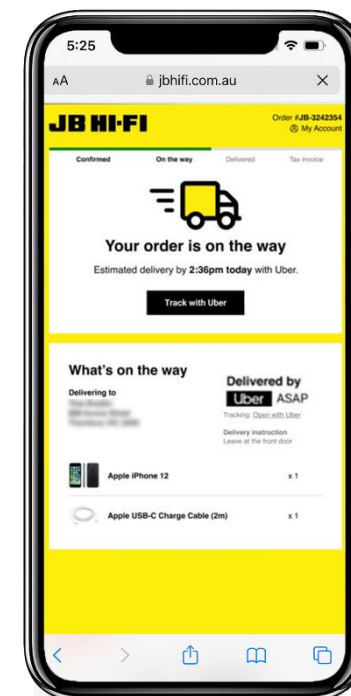 5:25
AA jbhifi.com.au
JB HI-FI
Order #JB-3242354
My Account
Confirmed On the way Delivered Tax invoice
Your order is on the way
Estimated delivery by 2:36pm today with Uber.
Track with Uber
What's on the way
Delivering to
Delivered by
Uber ASAP
Tracking: Open with Uber
Delivery instruction
Leave at the front door
Apple iPhone 12 x 1
Apple USB-C Charge Cable (2m) x 1